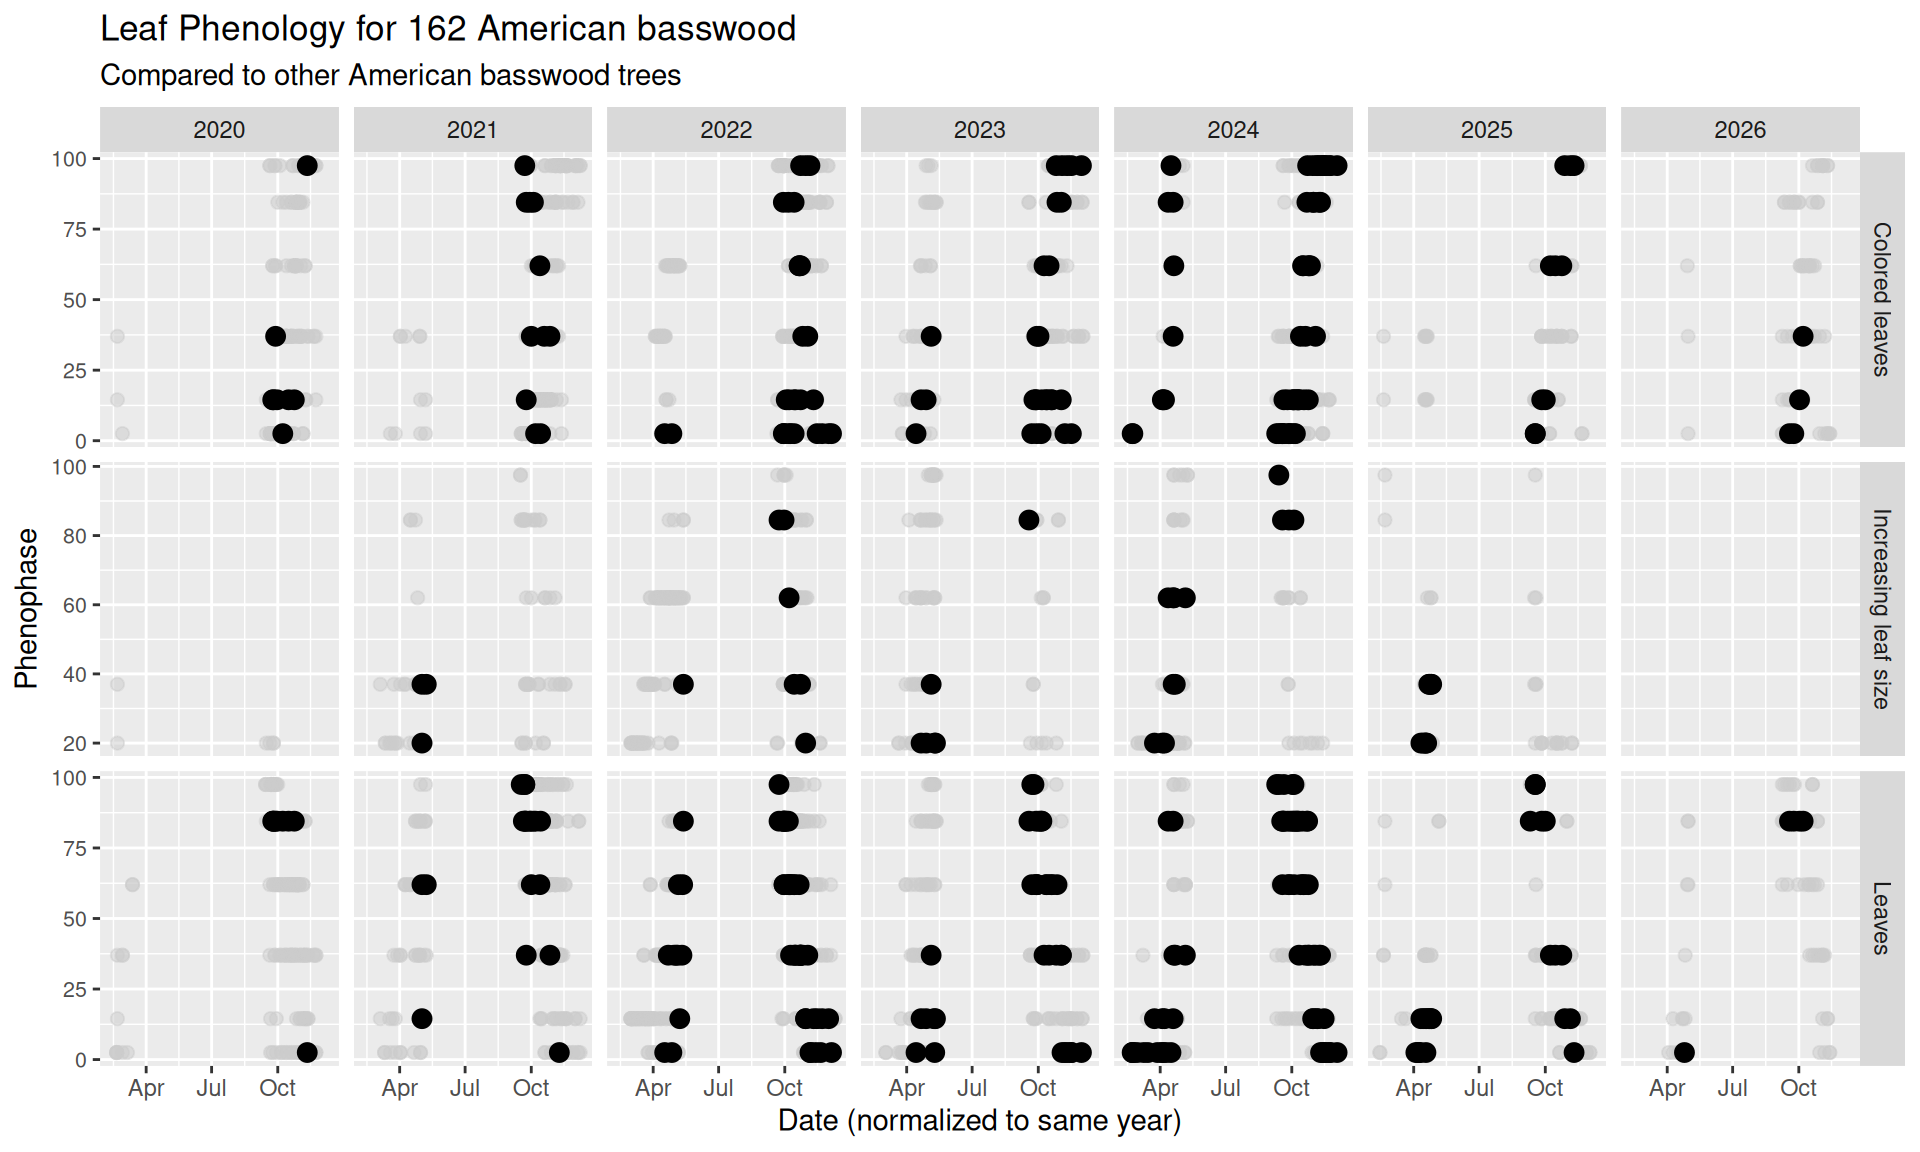 Leaf Phenology for 162 American basswood
Compared to other American basswood trees
2020 2021 2022 2023 2024 2025 2026
100
75
50
25
0
Colored leaves
100
80
60
40
20
Increasing leaf size
100
75
50
25
0
Leaves
Phenophase
Apr Jul Oct Apr Jul Oct Apr Jul Oct Apr Jul Oct Apr Jul Oct Apr Jul Oct Apr Jul Oct
Date (normalized to same year)